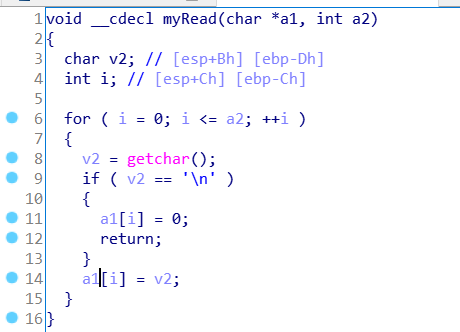 1 void __cdecl myRead(char *a1, int a2)
2 {
3   char v2; // [esp+Bh] [ebp-Dh]
4   int i; // [esp+Ch] [ebp-Ch]
5
6   for ( i = 0; i <= a2; ++i )
7   {
8     v2 = getchar();
9     if ( v2 == '\n' )
10     {
11       a1[i] = 0;
12       return;
13     }
14     a1[i] = v2;
15   }
16 }